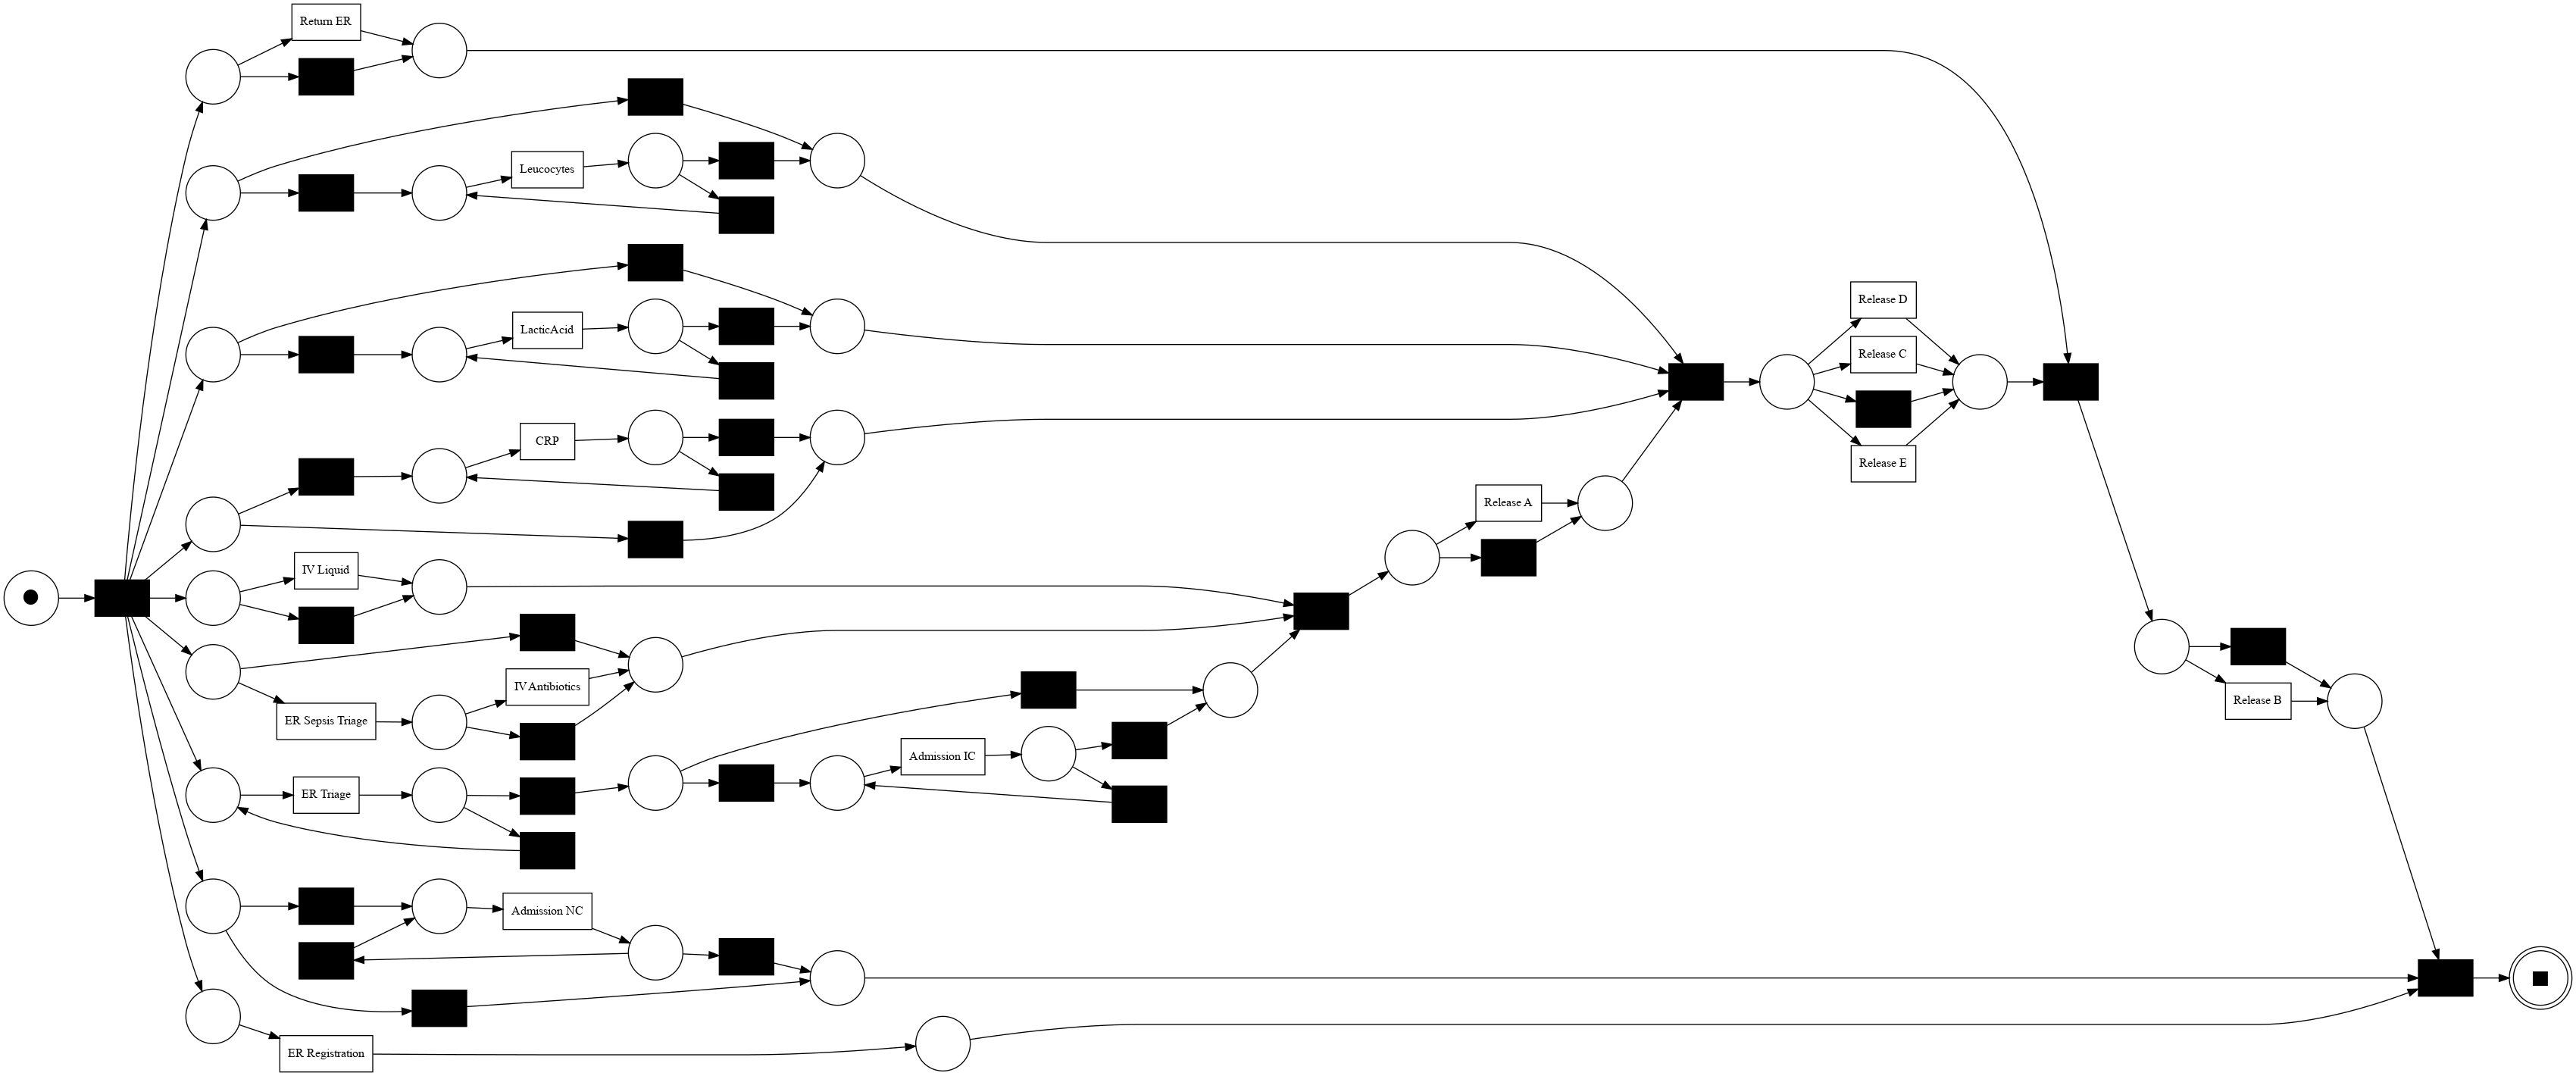 Return ER
Leucocytes
LacticAcid
CRP
IV Liquid
IV Antibiotics
ER Sepsis Triage
ER Triage
Admission IC
Admission NC
ER Registration
Release A
Release D
Release C
Release E
Release B